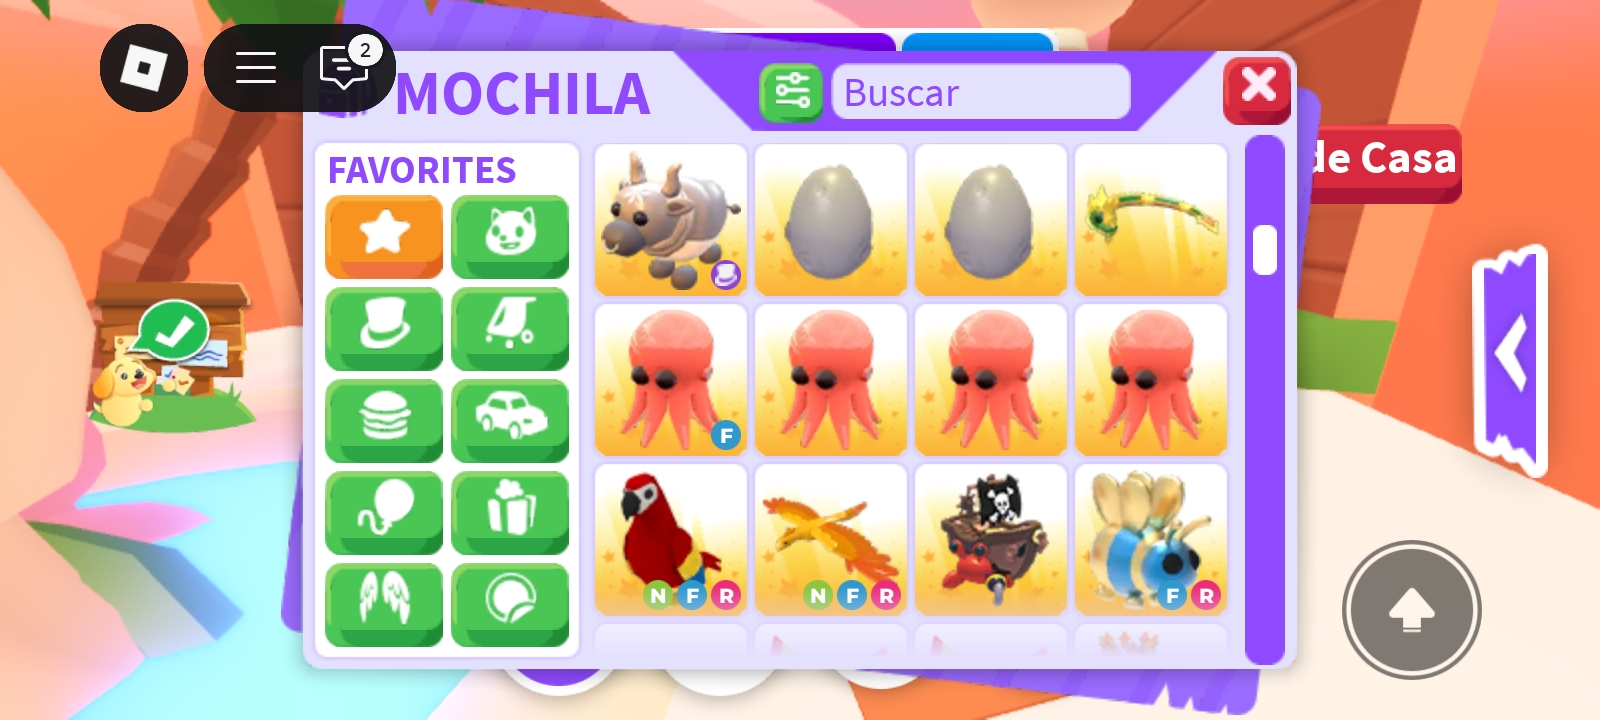 2
MOCHILA
Buscar
FAVORITES
de Casa
F
N F R
N F R
F R